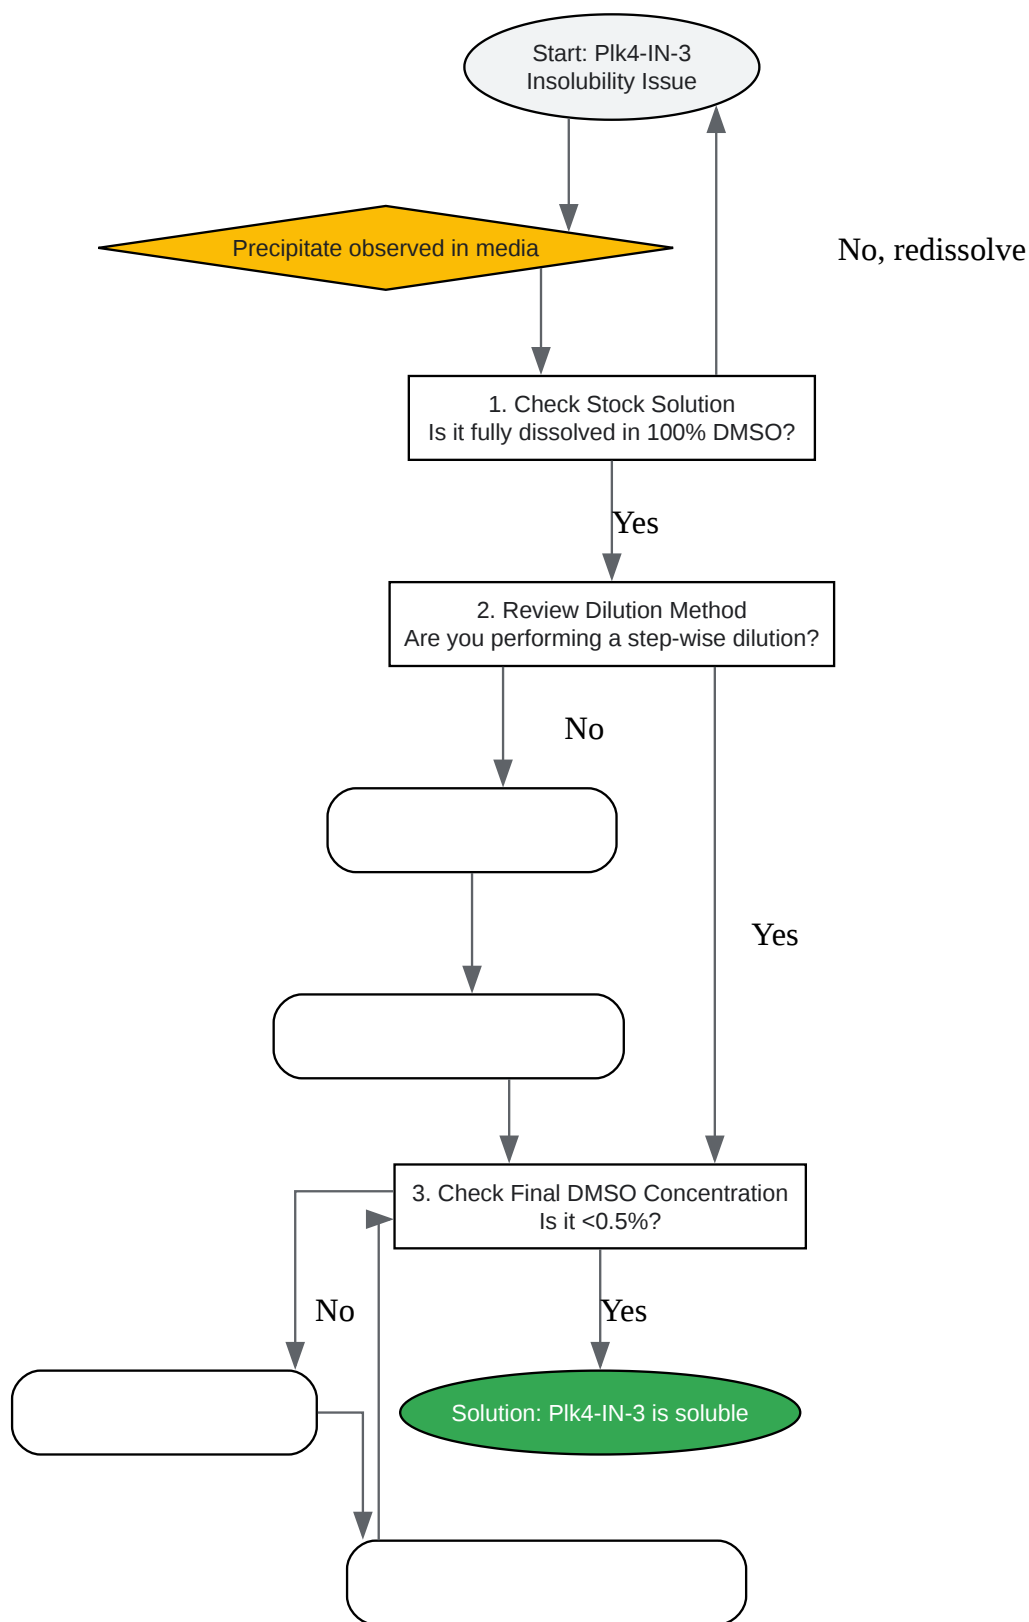 Start: Plk4-IN-3
Insolubility Issue
Precipitate observed in media
No, redissolve
1. Check Stock Solution
Is it fully dissolved in 100% DMSO?
Yes
2. Review Dilution Method
Are you performing a step-wise dilution?
No
Yes
3. Check Final DMSO Concentration
Is it <0.5%?
No
Yes
Solution: Plk4-IN-3 is soluble